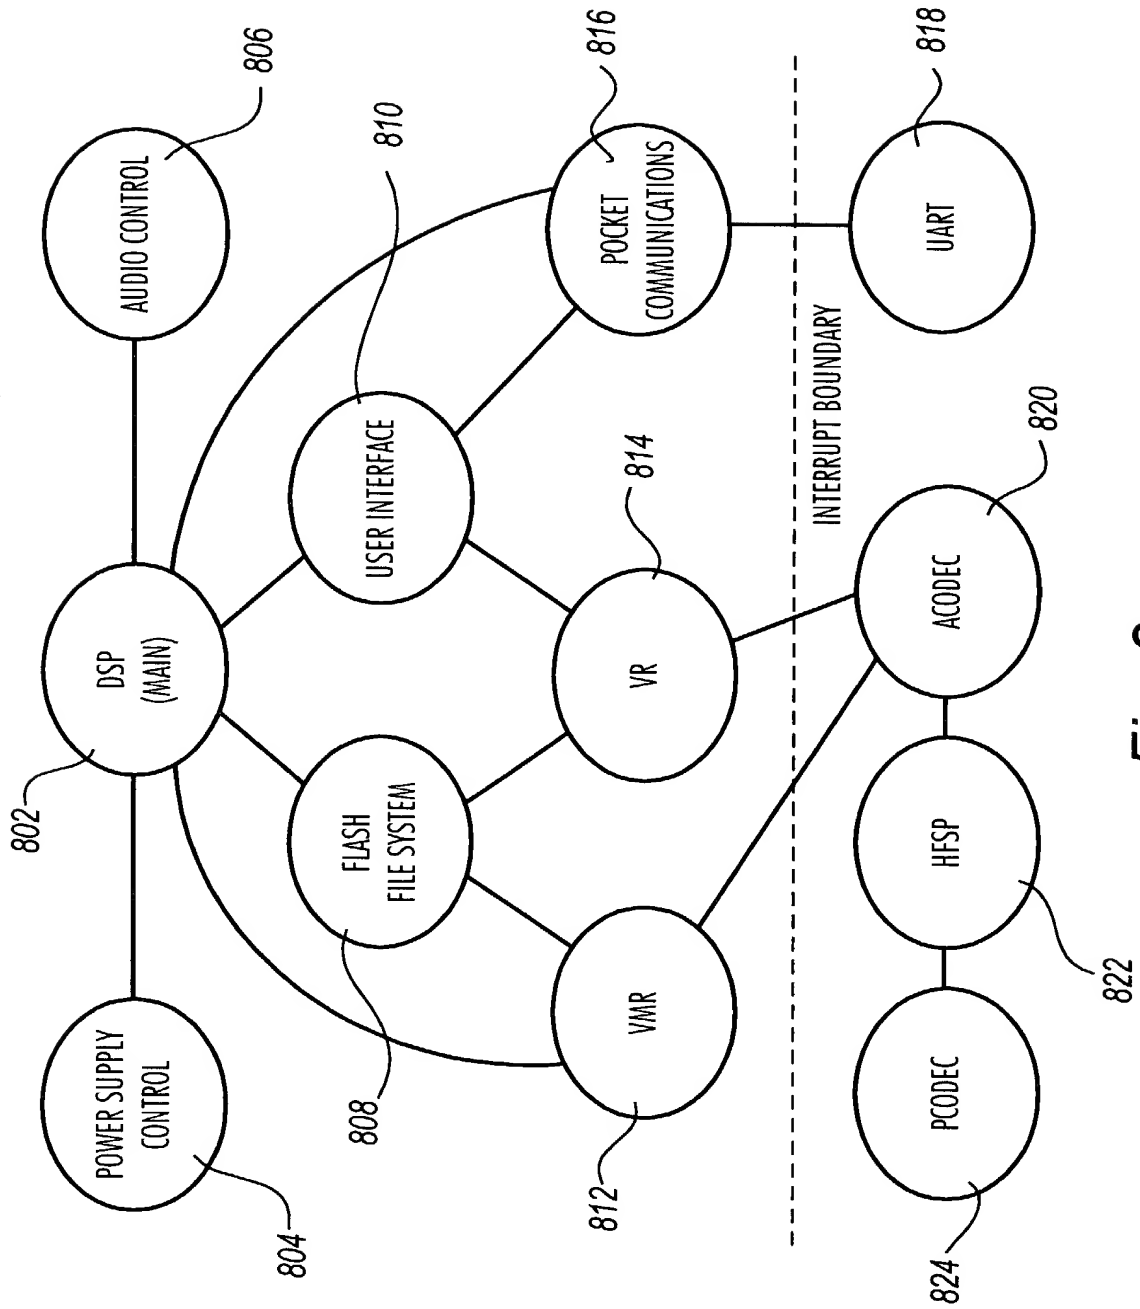 806
AUDIO CONTROL
802
DSP
(MAIN)
804
POWER SUPPLY
CONTROL
810
USER INTERFACE
808
FLASH
FILE SYSTEM
816
POCKET
COMMUNICATIONS
814
VR
812
VMR
INTERRUPT BOUNDARY
818
UART
820
ACODEC
822
HFSP
824
PCODEC